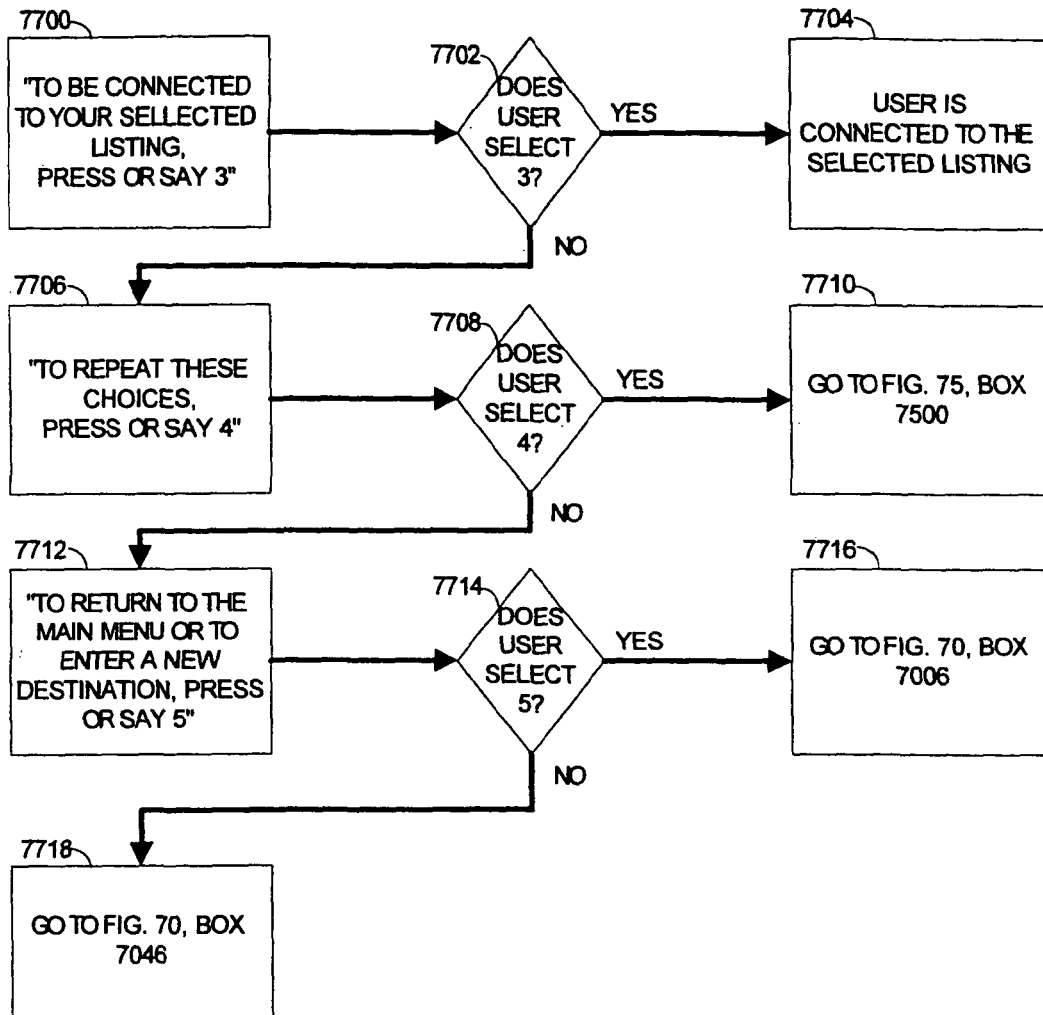 7700
"TO BE CONNECTED
TO YOUR SELLECTED
LISTING,
PRESS OR SAY 3"
7702
DOES
USER
SELECT
3?
YES
NO
7704
USER IS
CONNECTED TO THE
SELECTED LISTING
7706
"TO REPEAT THESE
CHOICES,
PRESS OR SAY 4"
7708
DOES
USER
SELECT
4?
YES
NO
7710
GO TO FIG. 75, BOX
7500
7712
"TO RETURN TO THE
MAIN MENU OR TO
ENTER A NEW
DESTINATION, PRESS
OR SAY 5"
7714
DOES
USER
SELECT
5?
YES
NO
7716
GO TO FIG. 70, BOX
7006
7718
GO TO FIG. 70, BOX
7046